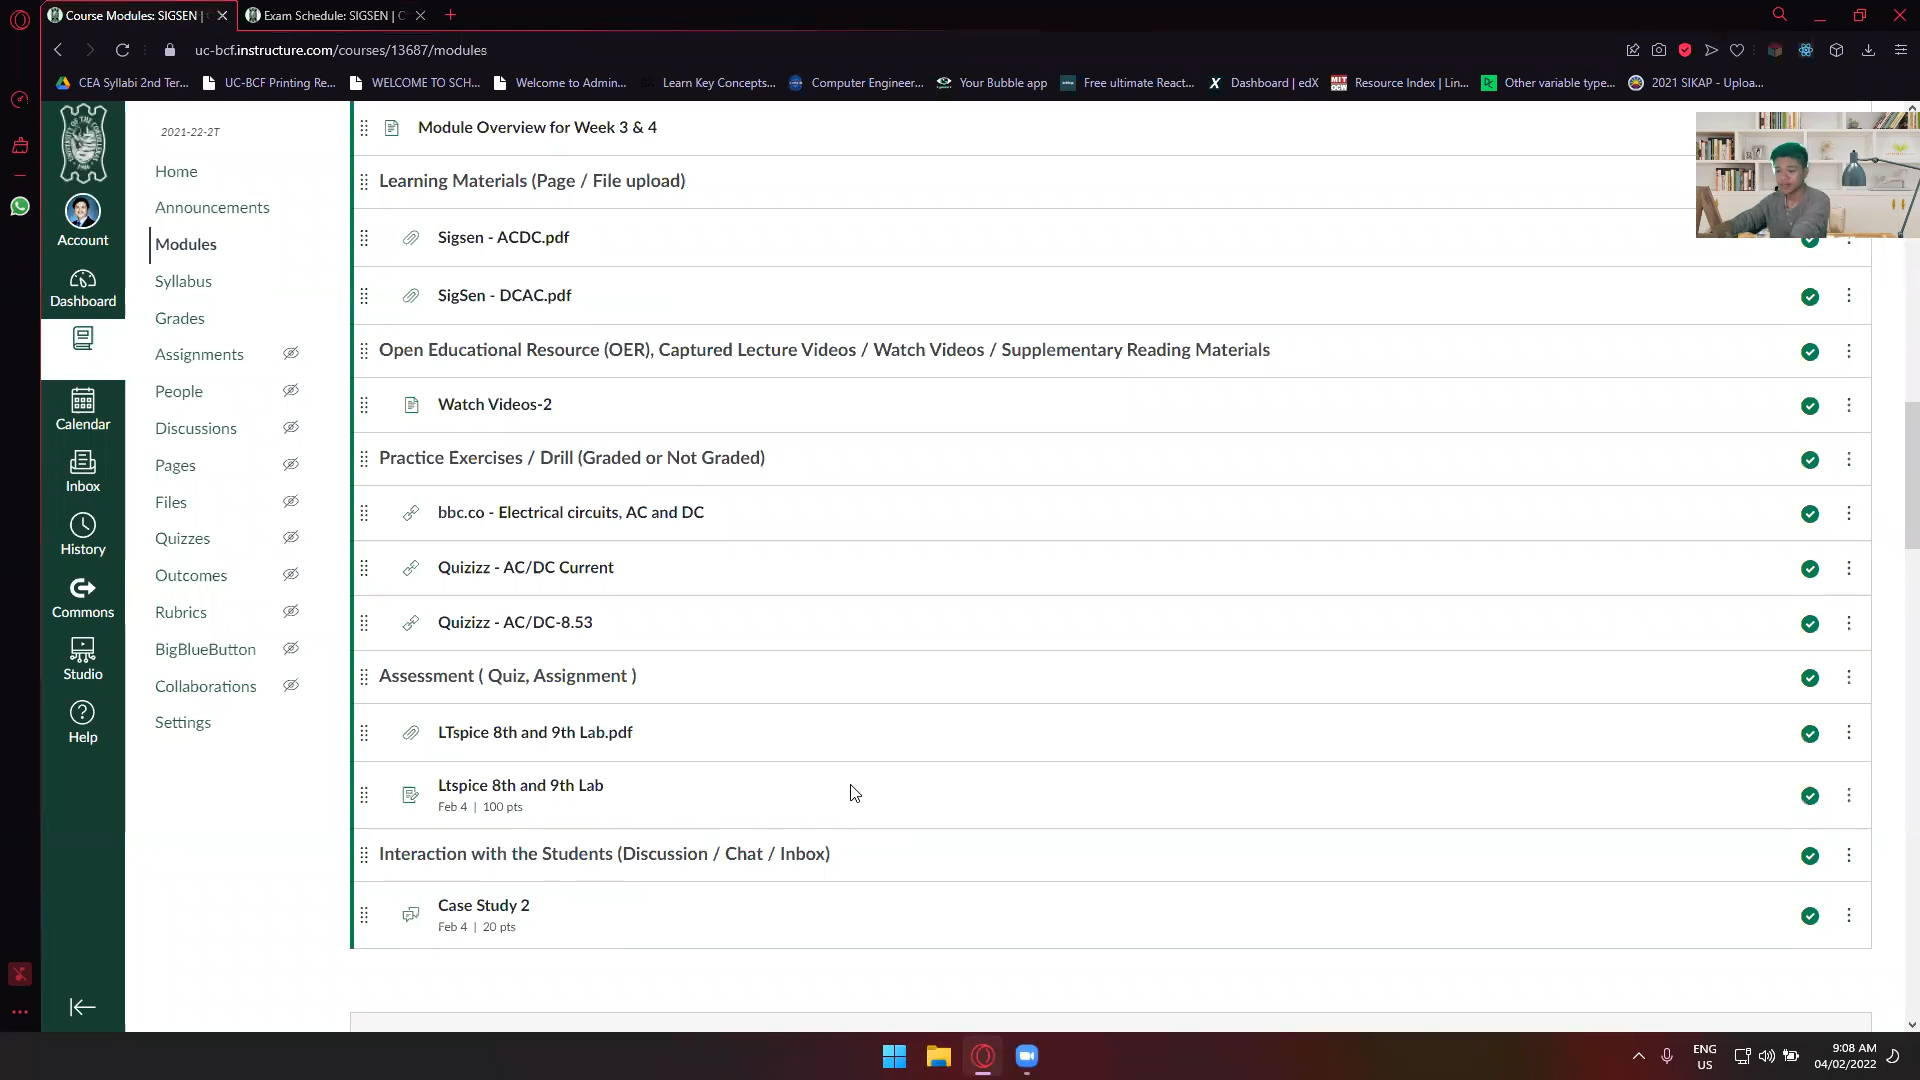 Course Modules: SIGSEN |
Exam Schedule: SIGSEN | C
uc-bcf.instructure.com/courses/13687/modules
CEA Syllabi 2nd Ter...
UC-BCF Printing Re...
WELCOME TO SCH...
Welcome to Admin...
Learn Key Concepts...
Computer Engineer...
Your Bubble app
Free ultimate React...
Dashboard | edX
Resource Index | Lin...
Other variable type...
2021 SIKAP - Uploa...
Account
Dashboard
Calendar
Inbox
History
Commons
Studio
Help
2021-22-2T
Home
Announcements
Modules
Syllabus
Grades
Assignments
People
Discussions
Pages
Files
Quizzes
Outcomes
Rubrics
BigBlueButton
Collaborations
Settings
Module Overview for Week 3 & 4
Learning Materials (Page / File upload)
Sigsen - ACDC.pdf
SigSen - DCAC.pdf
Open Educational Resource (OER), Captured Lecture Videos / Watch Videos / Supplementary Reading Materials
Watch Videos-2
Practice Exercises / Drill (Graded or Not Graded)
bbc.co - Electrical circuits, AC and DC
Quizizz - AC/DC Current
Quizizz - AC/DC-8.53
Assessment ( Quiz, Assignment )
LTspice 8th and 9th Lab.pdf
Ltspice 8th and 9th Lab
Feb 4 | 100 pts
Interaction with the Students (Discussion / Chat / Inbox)
Case Study 2
Feb 4 | 20 pts
ENG
US
9:08 AM
04/02/2022